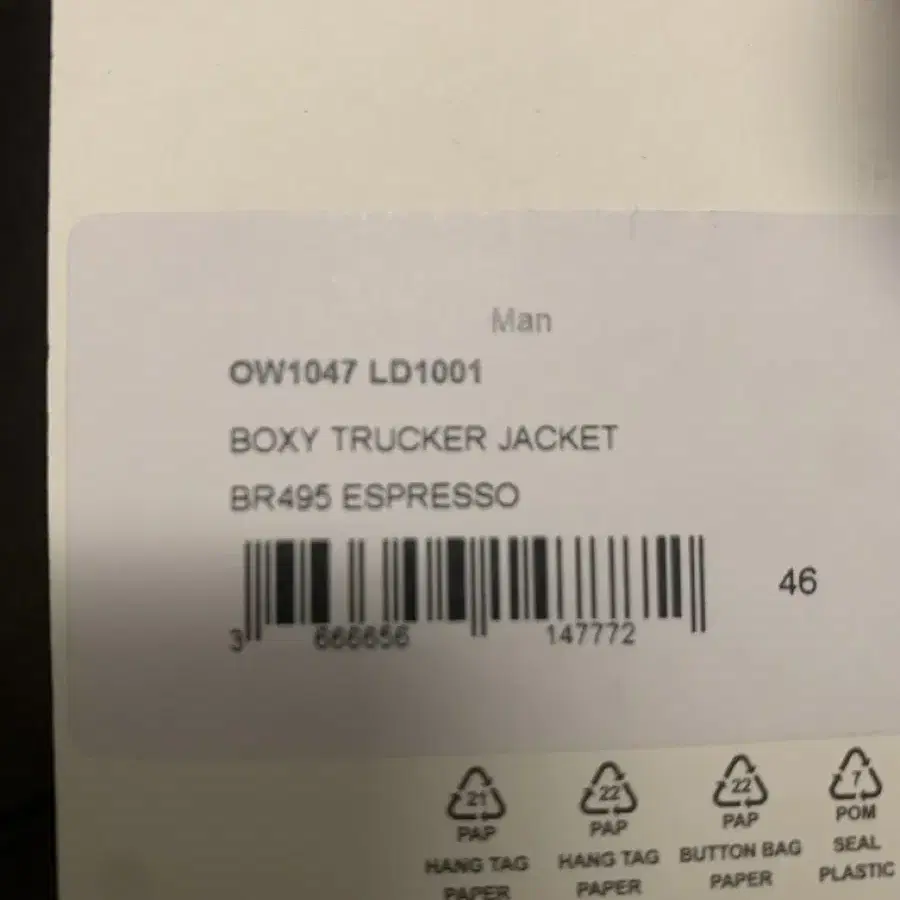 Man
OW1047 LD1001
BOXY TRUCKER JACKET
BR495 ESPRESSO
46
3 666656 147772
21 22 22 7
PAP PAP PAP POM
HANG TAG HANG TAG BUTTON BAG SEAL
PAPER PAPER PAPER PLASTIC